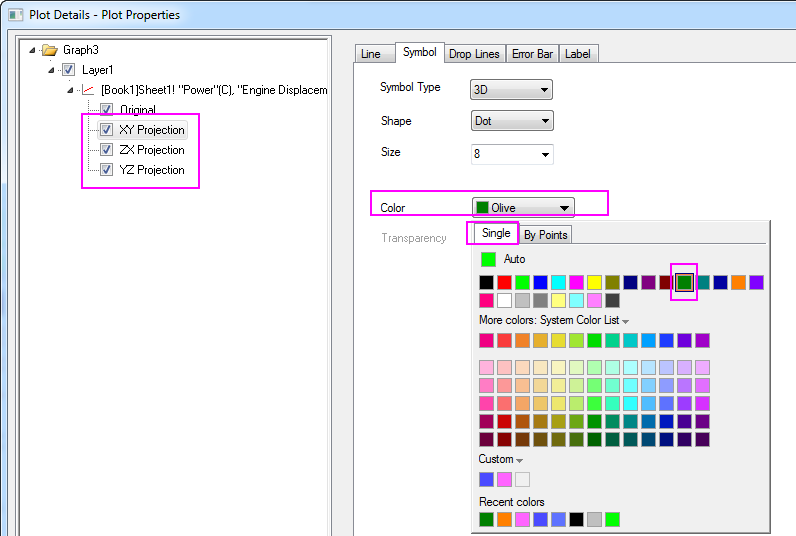 Plot Details - Plot Properties
Graph3
Layer1
[Book1]Sheet1! "Power"(C), "Engine Displacem
Original
XY Projection
ZX Projection
YZ Projection
Line Symbol Drop Lines Error Bar Label
Symbol Type 3D
Shape Dot
Size 8
Color Olive
Transparency
Single By Points
Auto
More colors: System Color List
Custom
Recent colors